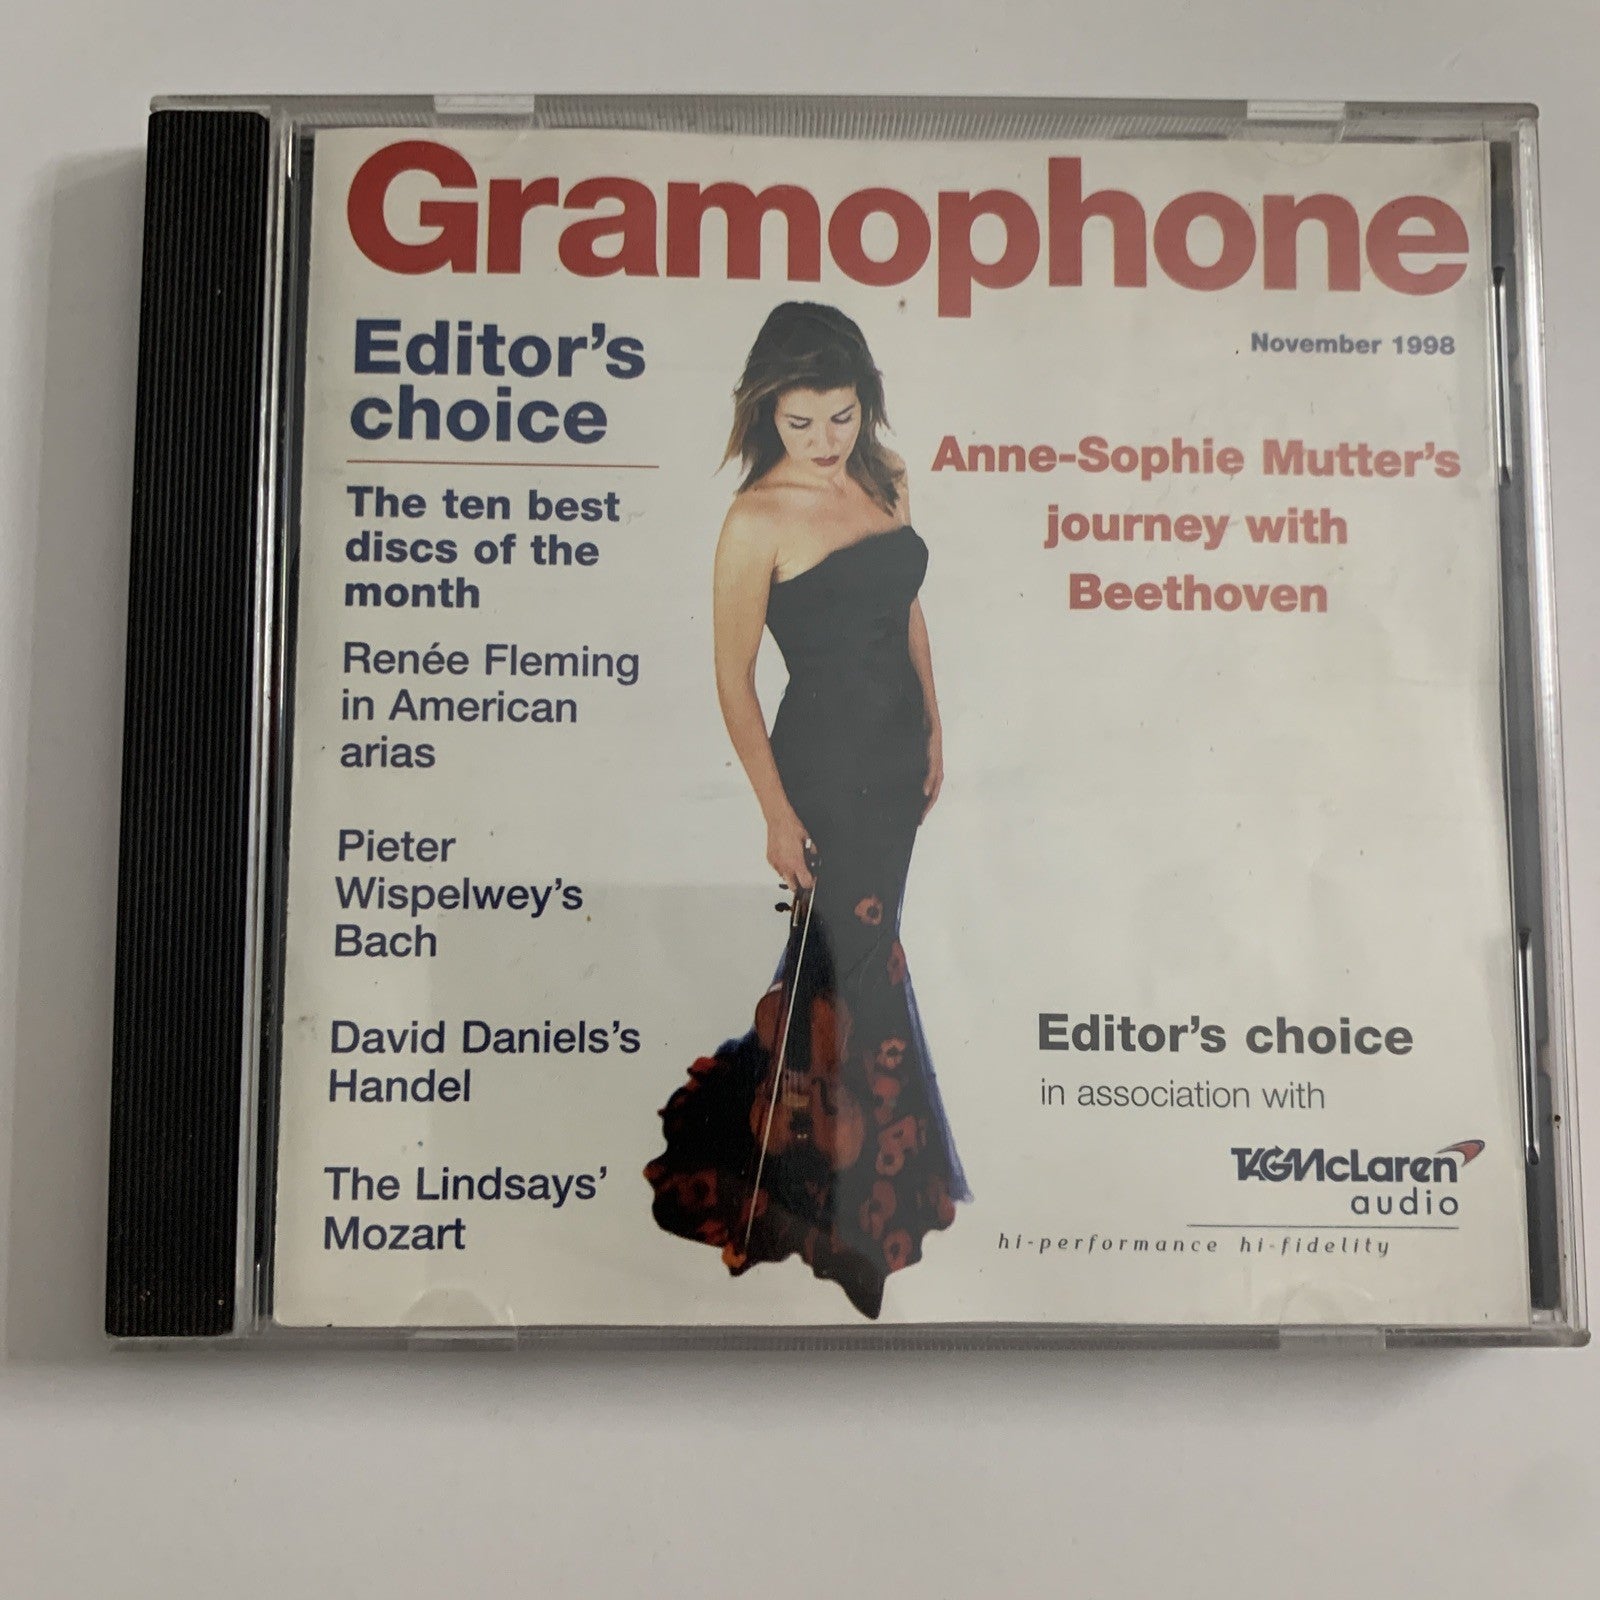 Gramophone
November 1998
Editor's
choice
The ten best
discs of the
month
Renée Fleming
in American
arias
Pieter
Wispelwey's
Bach
David Daniels's
Handel
The Lindsays'
Mozart
Anne-Sophie Mutter's
journey with
Beethoven
Editor's choice
in association with
TAGMcLaren
audio
hi-performance hi-fidelity